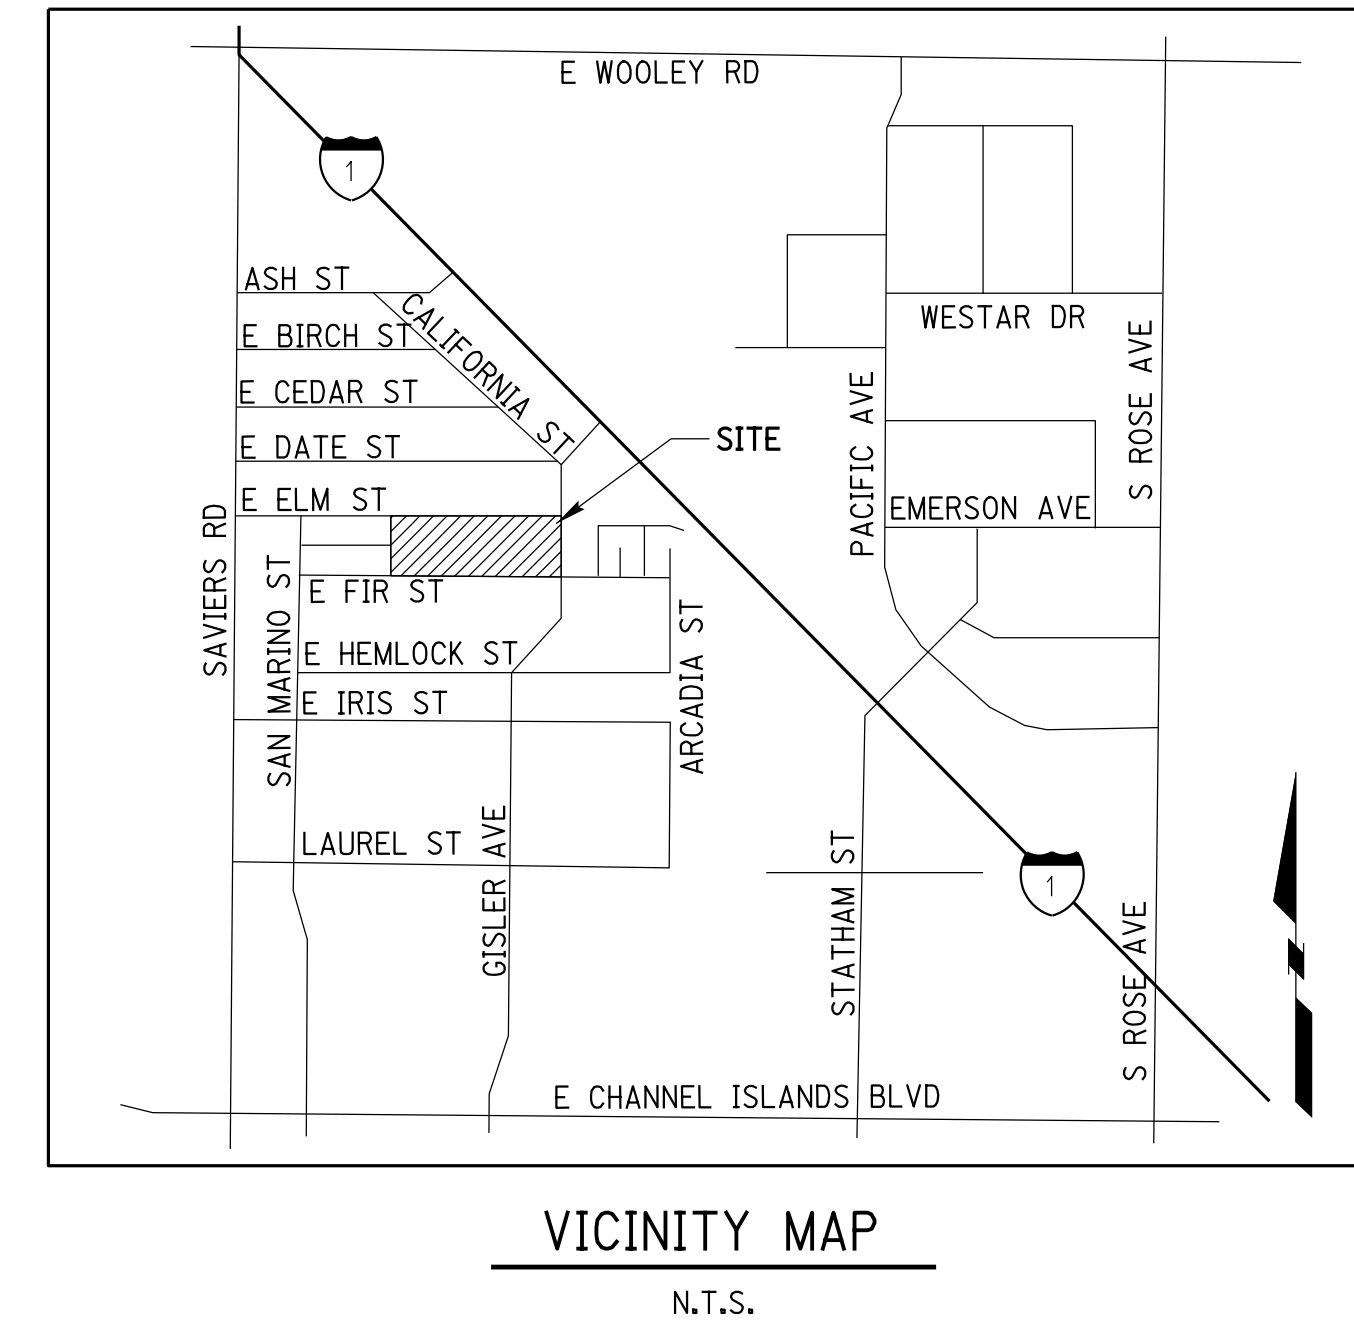 E WOOLEY RD
1
ASH ST
CALIFORNIA ST
E BIRCH ST
WESTAR DR
S ROSE AVE
E CEDAR ST
PACIFIC AVE
E DATE ST
SITE
E ELM ST
EMERSON AVE
SAVIERS RD
SAN MARINO ST
E FIR ST
ARCADIA ST
E HEMLOCK ST
E IRIS ST
GISLER AVE
LAUREL ST
STATHAM ST
1
S ROSE AVE
N
E CHANNEL ISLANDS BLVD
VICINITY MAP
N.T.S.